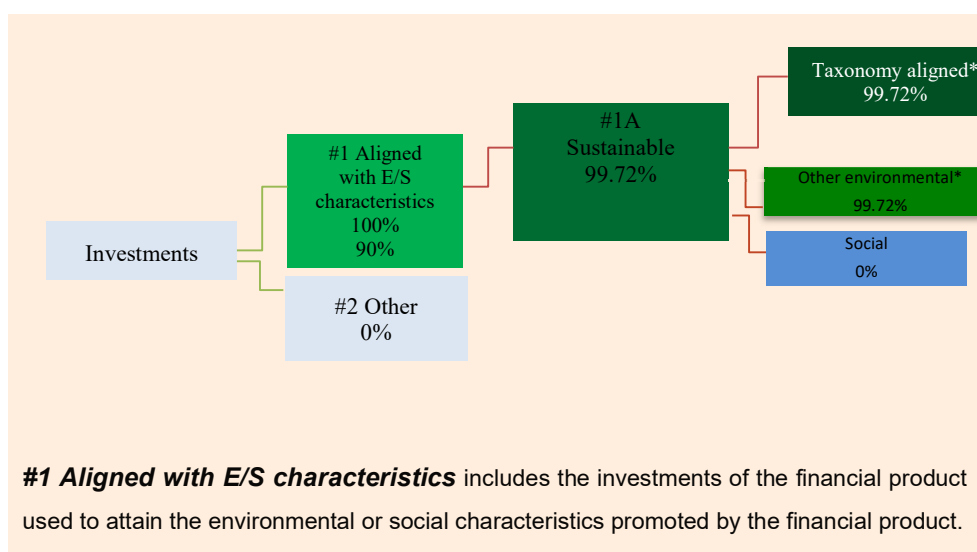 Investments
#1 Aligned
with E/S
characteristics
100%
90%
#2 Other
0%
#1A
Sustainable
99.72%
Taxonomy aligned*
99.72%
Other environmental*
99.72%
Social
0%
#1 Aligned with E/S characteristics includes the investments of the financial product
used to attain the environmental or social characteristics promoted by the financial product.